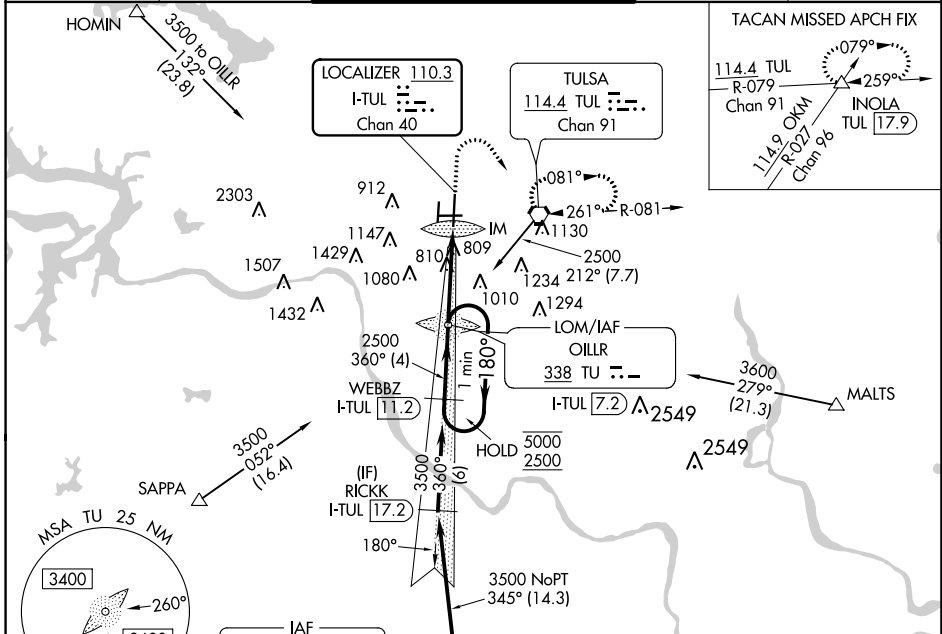 HOMIN
3500 to OILLR
132°
(23.8)
LOCALIZER 110.3
I-TUL
Chan 40
TULSA
114.4 TUL
Chan 91
TACAN MISSED APCH FIX
079°
114.4 TUL
R-079
Chan 91
259°
INOLA
TUL 17.9
114.9 OKM
R-027
Chan 96
2303
912
081°
261°
R-081
IM
1130
1147
1429
810
809
2500
212° (7.7)
1507
1080
1234
1010
1432
1294
2500
360° (4)
1 min
180°
LOM/IAF
OILLR
338 TU
I-TUL 7.2
2549
3600
279°
(21.3)
MALTS
WEBBZ
I-TUL 11.2
HOLD
5000
2500
2549
3500
052°
(16.4)
SAPPA
3500
360°
(6)
(IF)
RICKK
I-TUL 17.2
180°
MSA TU 25 NM
3400
260°
3500 NoPT
345° (14.3)
IAF